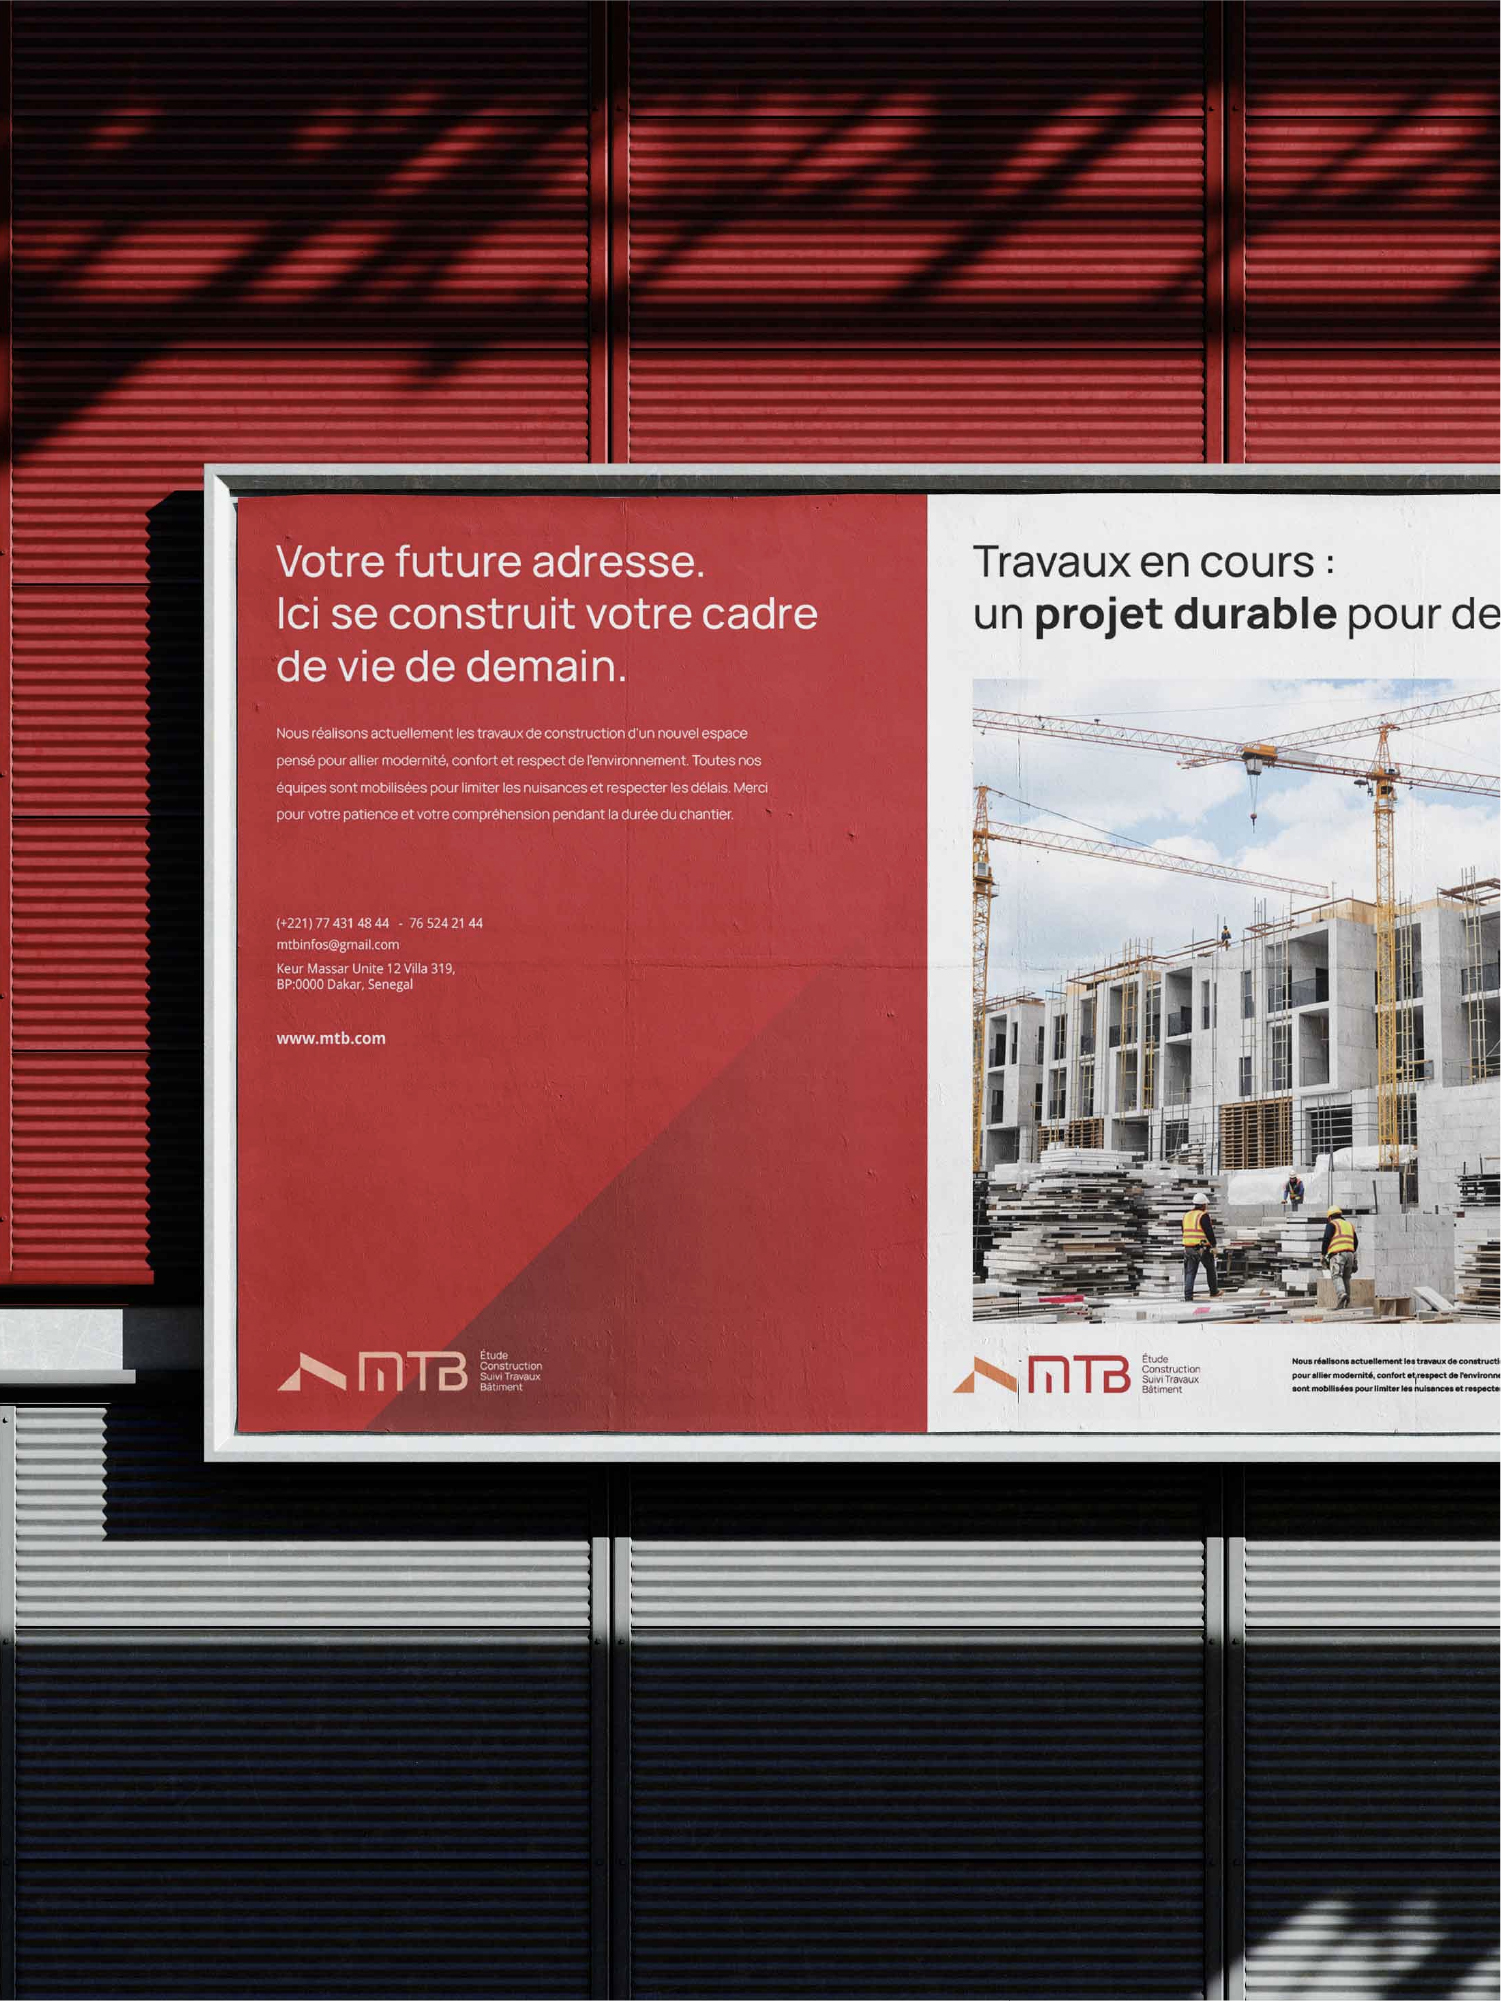 Votre future adresse.
Ici se construit votre cadre
de vie de demain.
Nous réalisons actuellement les travaux de construction d'un nouvel espace
pensé pour allier modernité, confort et respect de l'environnement. Toutes nos
équipes sont mobilisées pour limiter les nuisances et respecter les délais. Merci
pour votre patience et votre compréhension pendant la durée du chantier.
(+221) 77 431 48 44 - 76 524 21 44
mtbinfos@gmail.com
Keur Massar Unite 12 Villa 319,
BP:0000 Dakar, Senegal
www.mtb.com
MTB
Étude
Construction
Suivi Travaux
Bâtiment
Travaux en cours :
un projet durable pour de
MTB
Étude
Construction
Suivi Travaux
Bâtiment
Nous réalisons actuellement les travaux de constructi
pour allier modernité, confort et respect de l'environne
sont mobilisées pour limiter les nuisances et respecte